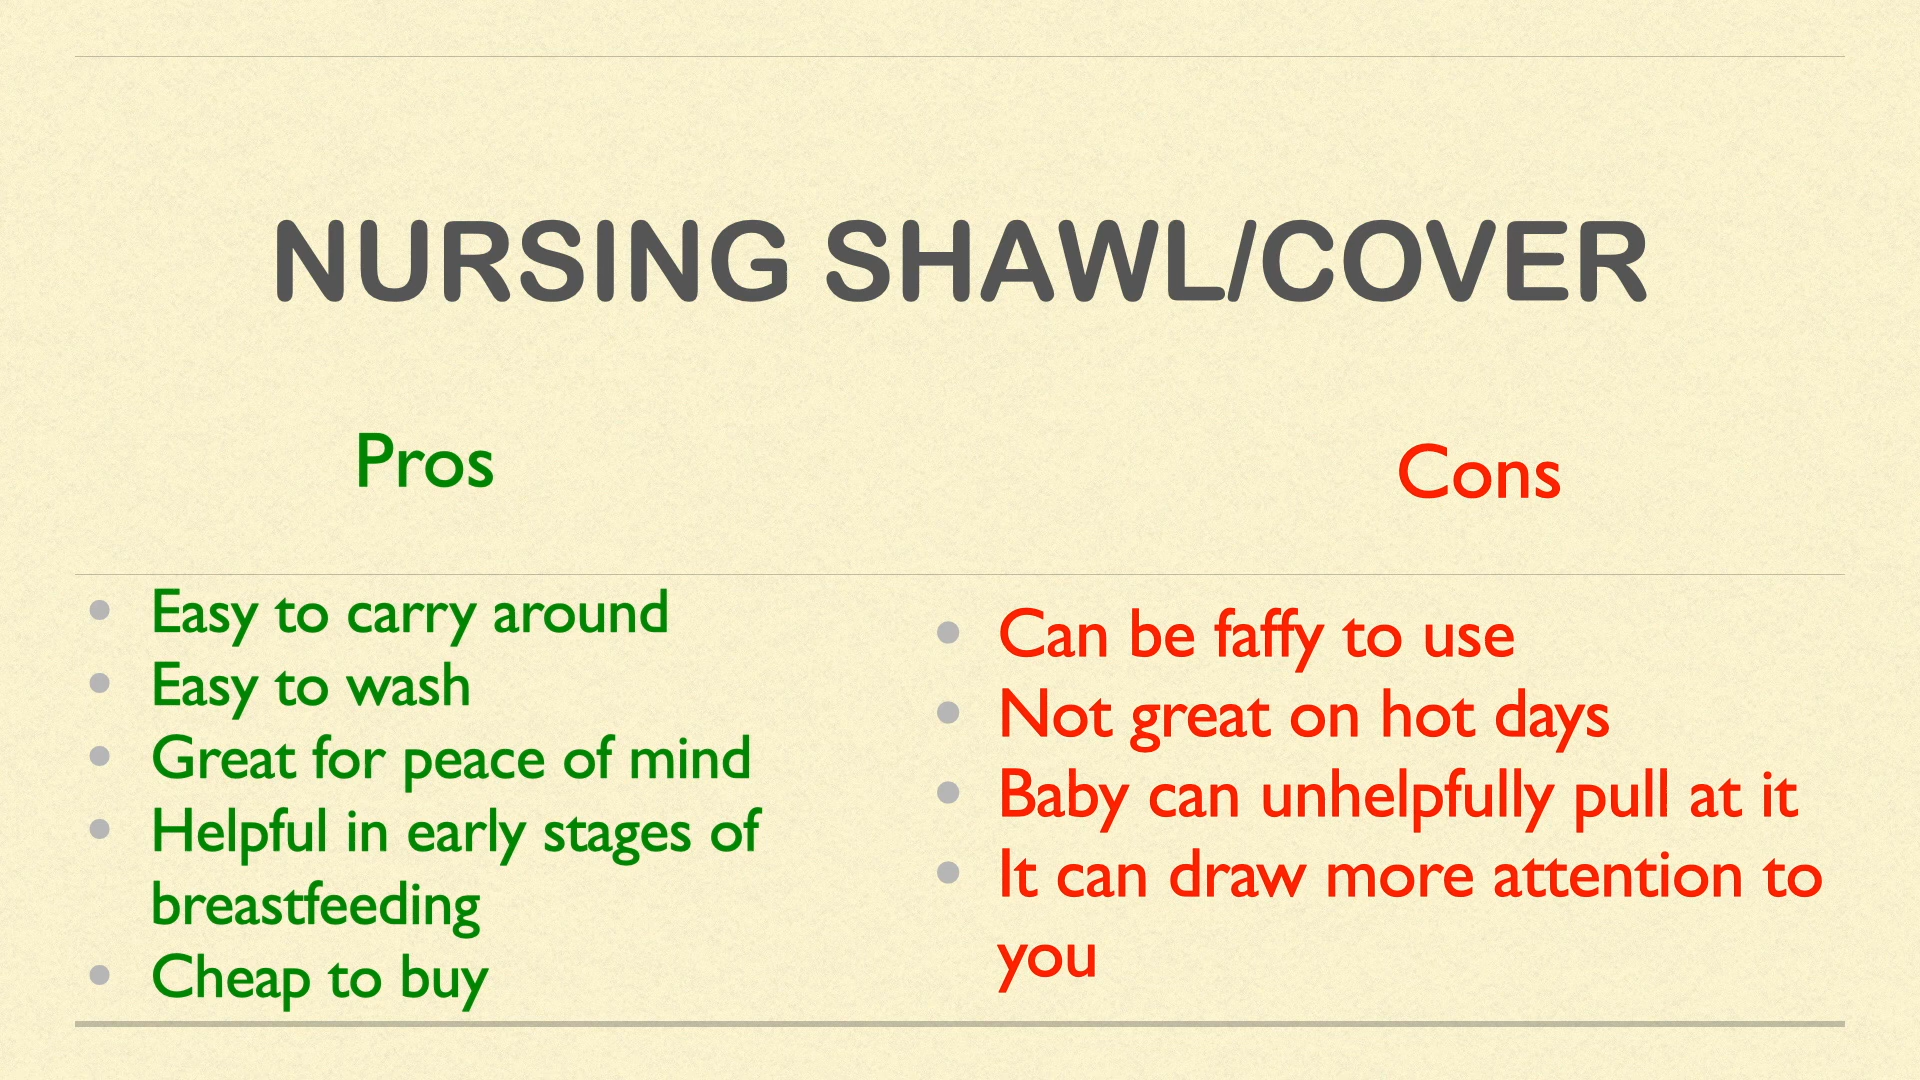 NURSING SHAWL/COVER
Pros
• Easy to carry around
• Easy to wash
• Great for peace of mind
• Helpful in early stages of
breastfeeding
• Cheap to buy
Cons
• Can be faffy to use
• Not great on hot days
• Baby can unhelpfully pull at it
• It can draw more attention to
you